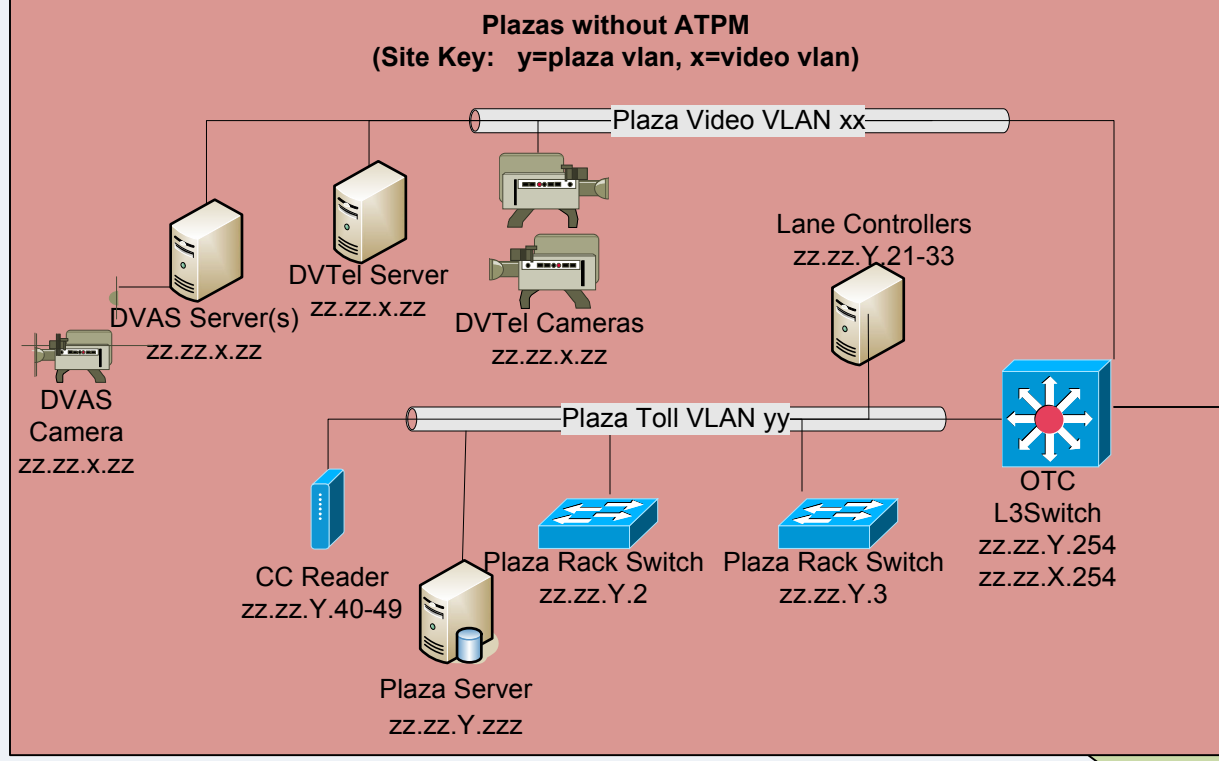 Plazas without ATPM
(Site Key: y=plaza vlan, x=video vlan)
Plaza Video VLAN xx
Lane Controllers
zz.zz.Y.21-33
DVTel Server
zz.zz.x.zz
DVAS Server(s)
zz.zz.x.zz
DVTel Cameras
zz.zz.x.zz
DVAS
Camera
zz.zz.x.zz
Plaza Toll VLAN yy
OTC
L3Switch
zz.zz.Y.254
zz.zz.X.254
CC Reader
zz.zz.Y.40-49
Plaza Rack Switch
zz.zz.Y.2
Plaza Rack Switch
zz.zz.Y.3
Plaza Server
zz.zz.Y.zzz